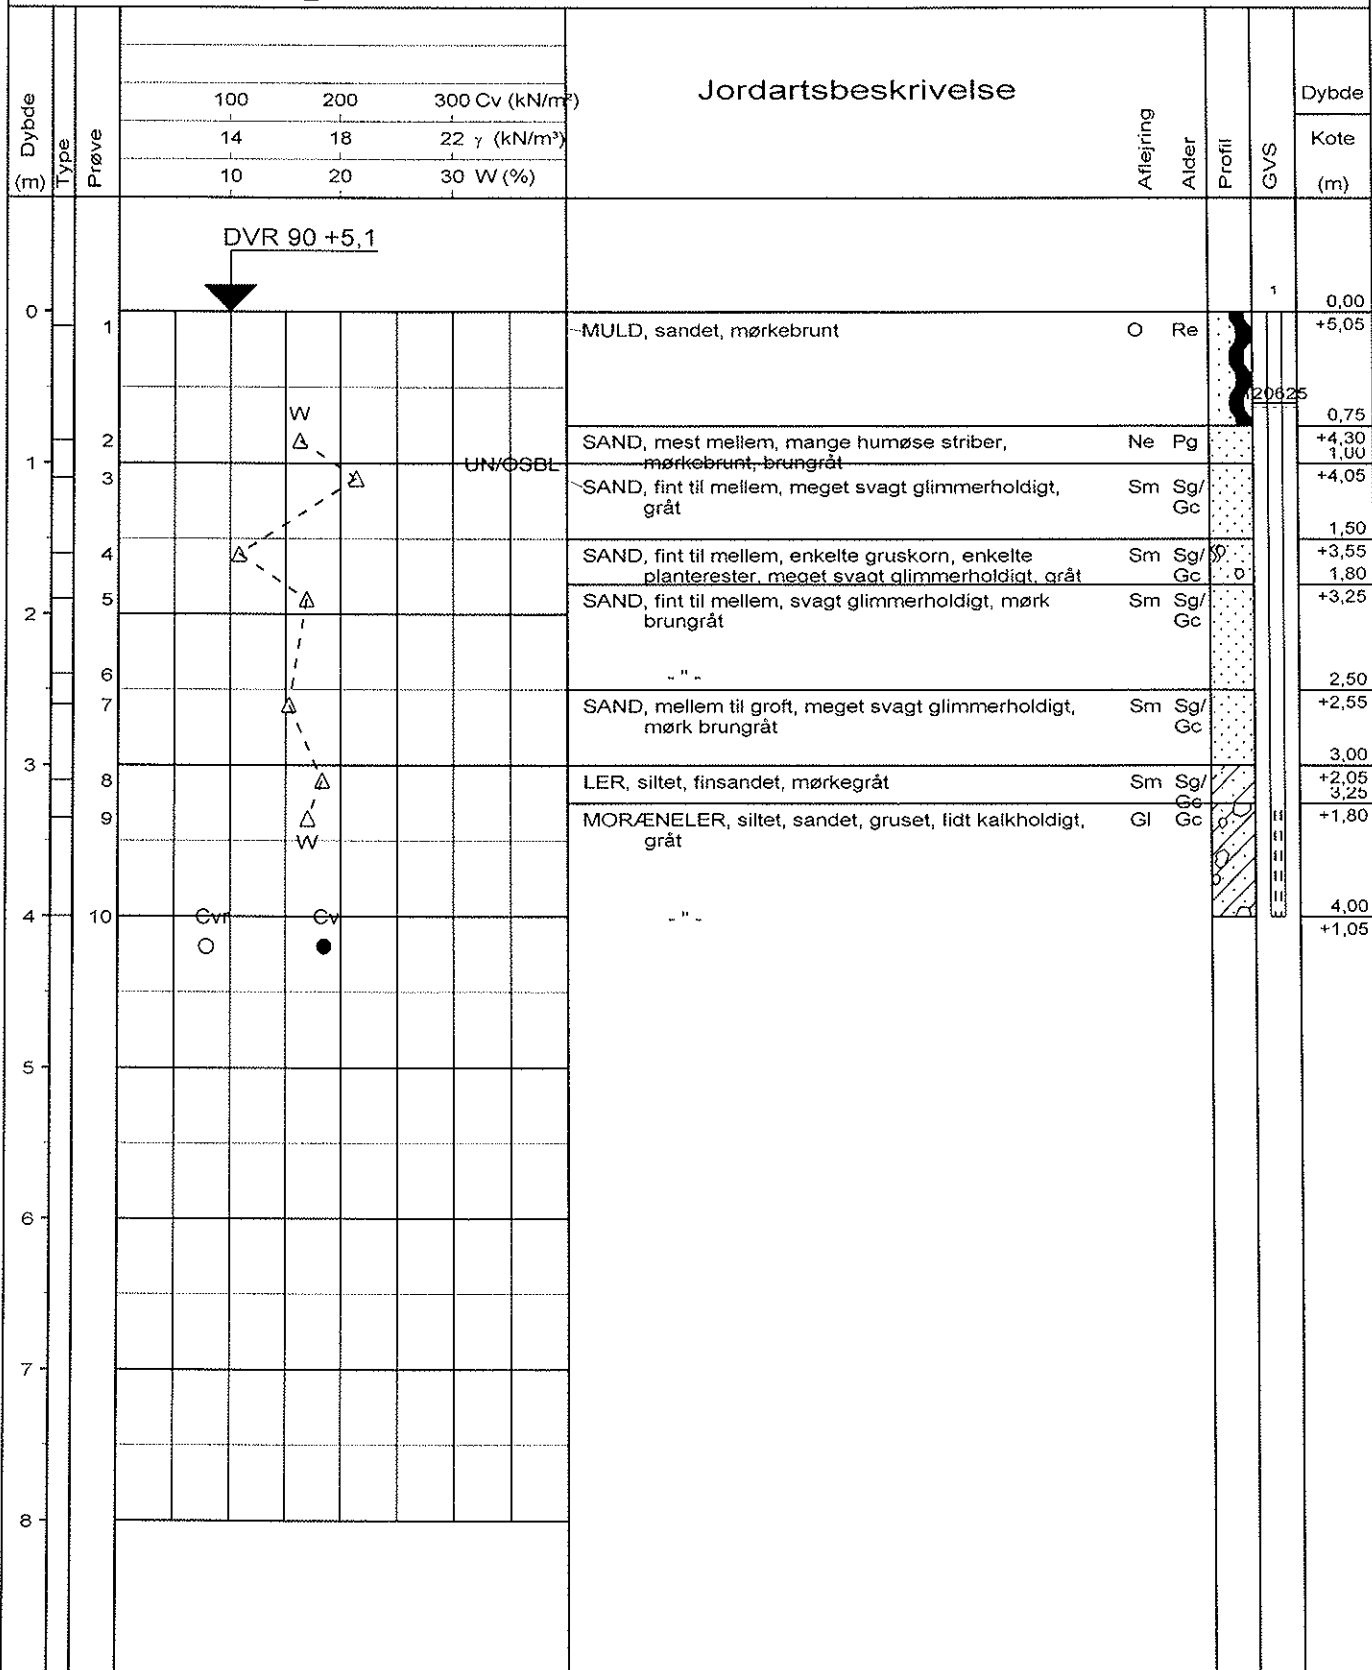 Jordartsbeskrivelse
Dybde
(m)
Type
Prøve
100 200 300 Cv (kN/m²)
14 18 22 γ (kN/m³)
10 20 30 W (%)
Aflejring
Alder
Profil
GVS
Dybde
Kote
(m)
DVR 90 +5,1
1
0,00
0
1 MULD, sandet, mørkebrunt O Re +5,05
W
20625
0,75
2 SAND, mest mellem, mange humøse striber, Ne Pg +4,30
mørkebrunt, brungråt
1,00
1
UN/OSBL
3 SAND, fint til mellem, meget svagt glimmerholdigt, Sm Sg/ +4,05
gråt Gc
1,50
4 SAND, fint til mellem, enkelte gruskorn, enkelte Sm Sg/ +3,55
planterester, meget svagt glimmerholdigt, gråt Gc 1,80
5 SAND, fint til mellem, svagt glimmerholdigt, mørk Sm Sg/ +3,25
brungråt Gc
2
6 - " - 2,50
7 SAND, mellem til groft, meget svagt glimmerholdigt, Sm Sg/ +2,55
mørk brungråt Gc
3,00
3
8 LER, siltet, finsandet, mørkegråt Sm Sg/ +2,05
Gc 3,25
9 MORÆNELER, siltet, sandet, gruset, fidt kalkholdigt, Gl Gc +1,80
gråt
W
4 10 Cvr Cv - " - 4,00
+1,05
5
6
7
8